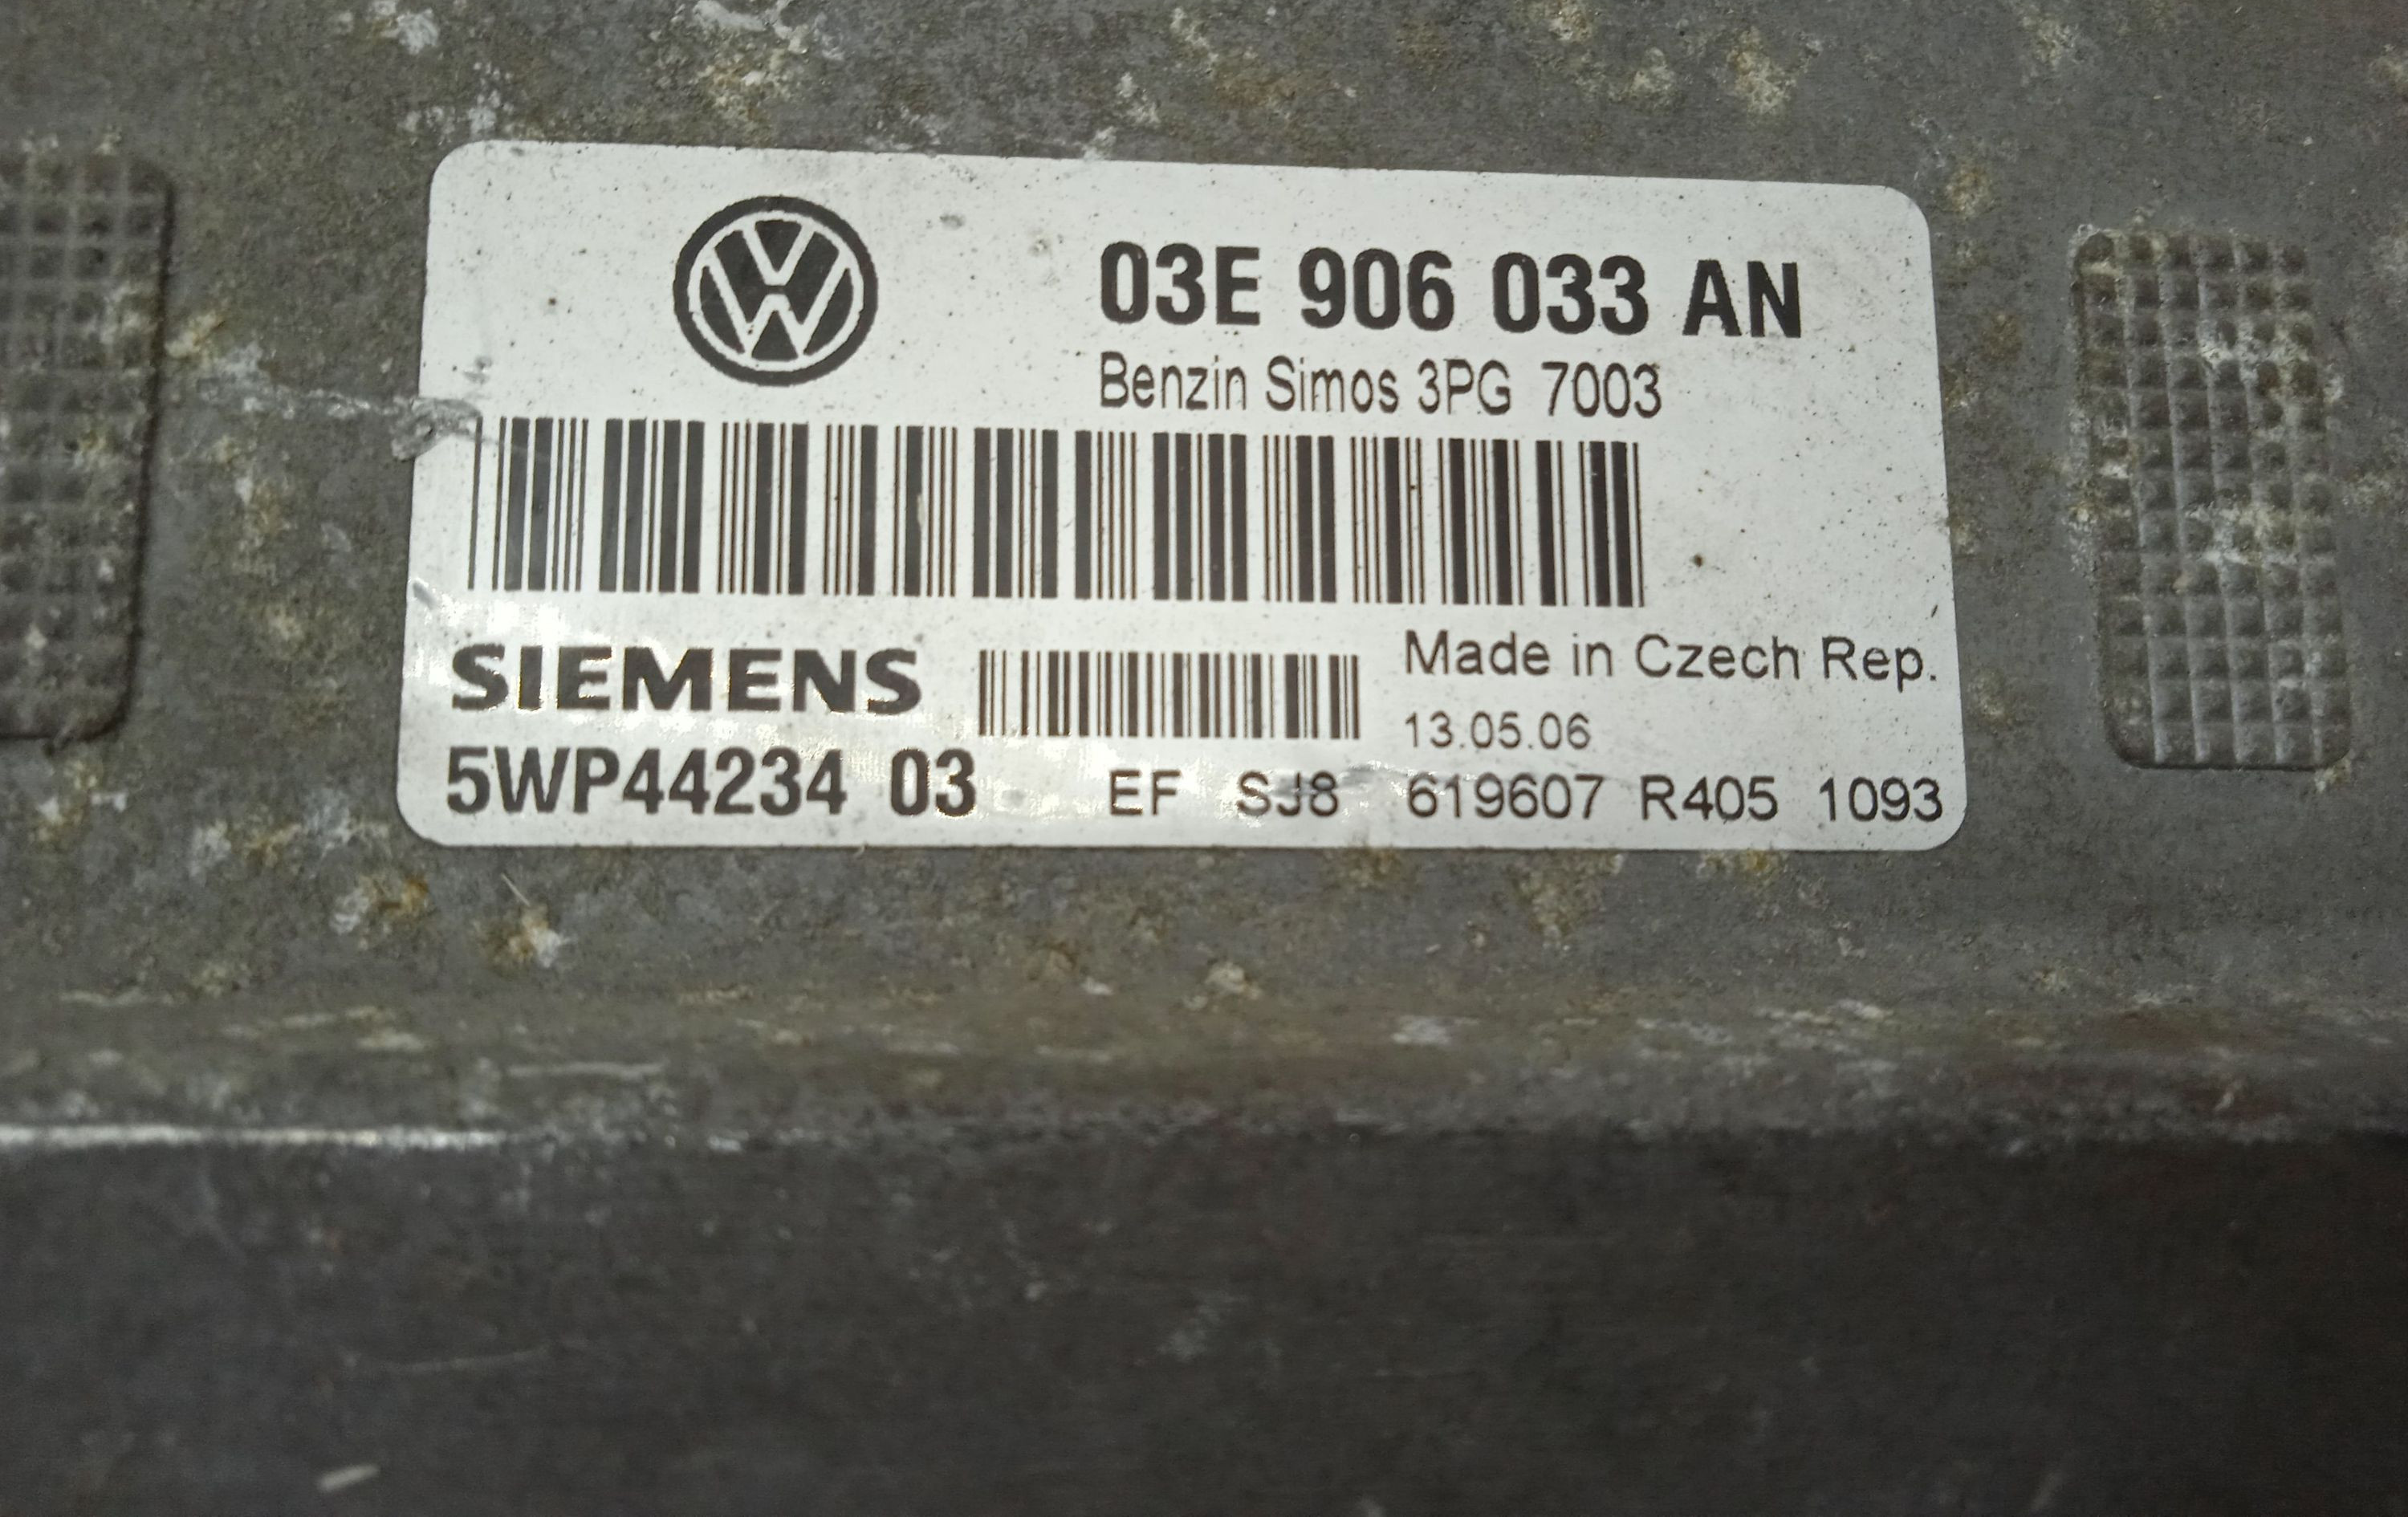 03E 906 033 AN
Benzin Simos 3PG 7003
SIEMENS
Made in Czech Rep.
13.05.06
5WP44234 03 EF SJ8 619607 R405 1093